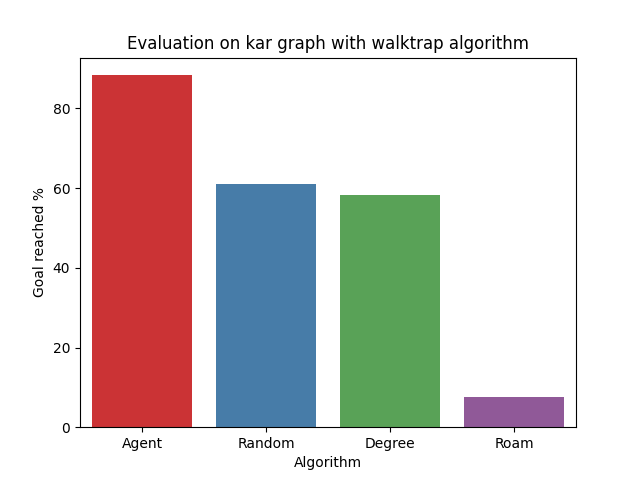 Evaluation on kar graph with walktrap algorithm
Goal reached %
80
60
40
20
0
Agent Random Degree Roam
Algorithm